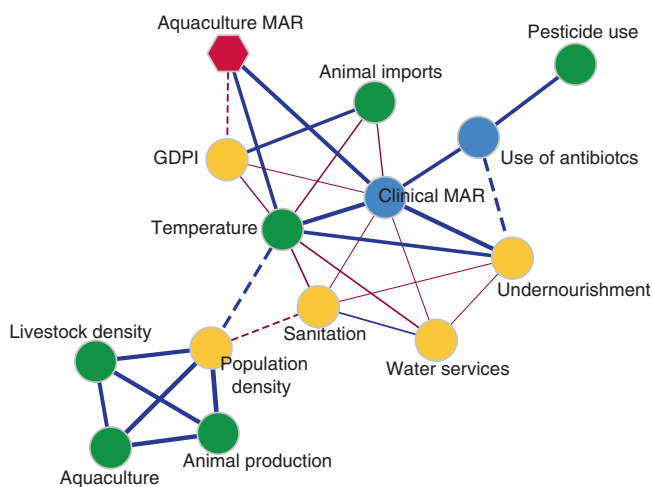 Aquaculture MAR
Pesticide use
Animal imports
GDPI
Use of antibiotcs
Clinical MAR
Temperature
Undernourishment
Sanitation
Livestock density
Water services
Population
density
Animal production
Aquaculture